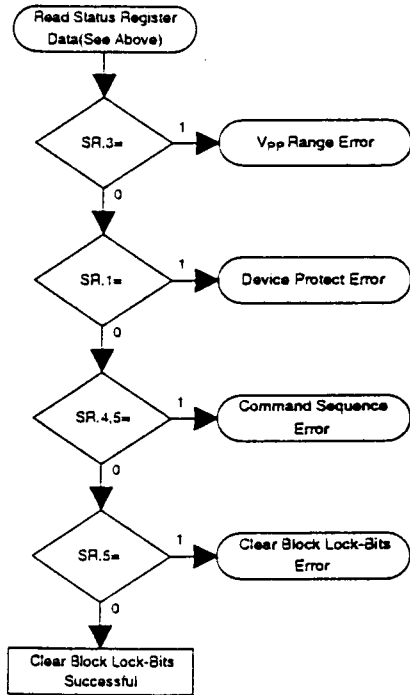 Read Status Register
Data(See Above)
SR.3=
1
VPP Range Error
0
SR.1=
1
Device Protect Error
0
SR.4,5=
1
Command Sequence
Error
0
SR.5=
1
Clear Block Lock-Bits
Error
0
Clear Block Lock-Bits
Successful